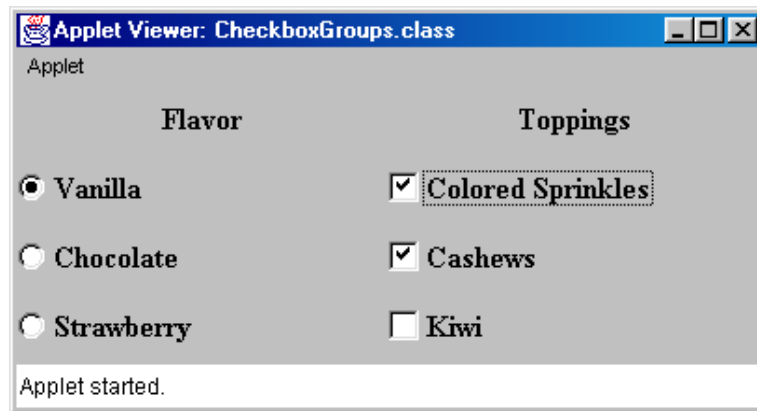 Applet Viewer: CheckboxGroups.class
Applet
Flavor Toppings
Vanilla Colored Sprinkles
Chocolate Cashews
Strawberry Kiwi
Applet started.